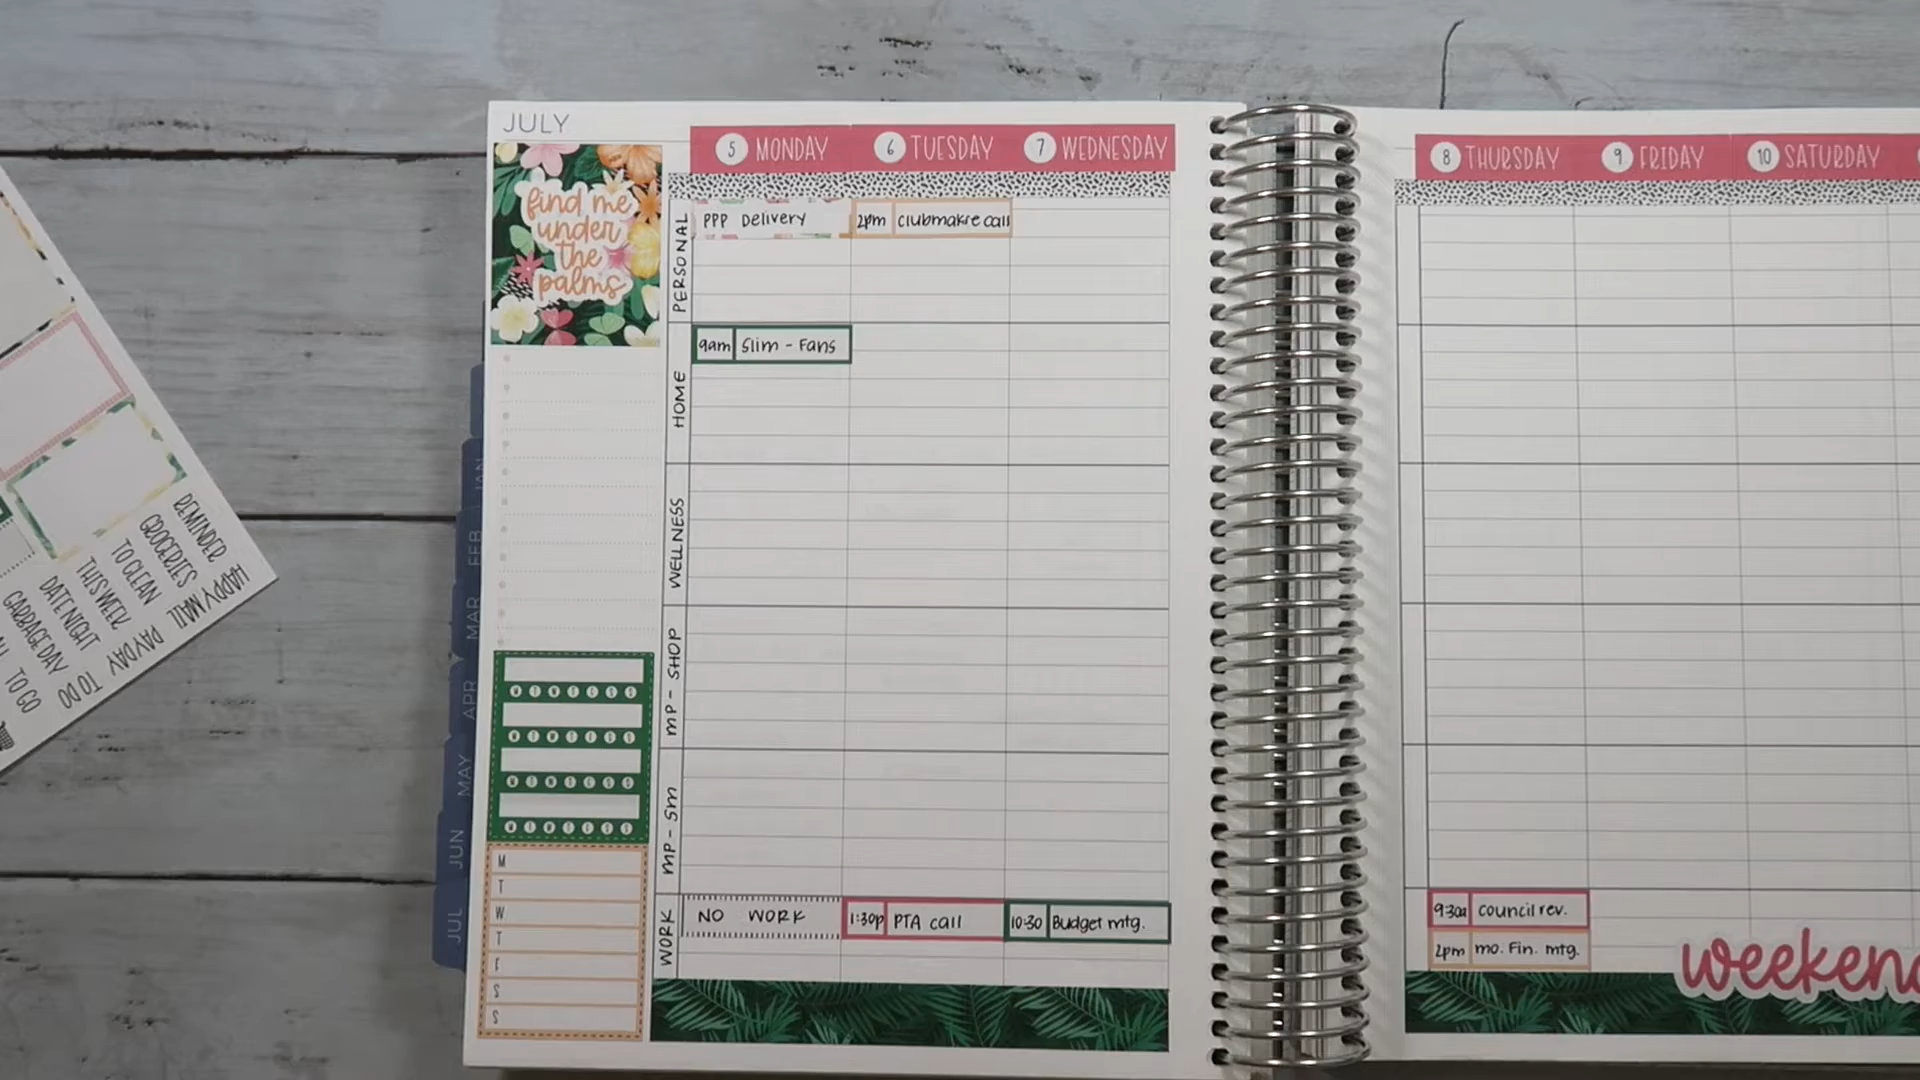 JULY
find me
under
the
palms
5 MONDAY 6 TUESDAY 7 WEDNESDAY
8 THURSDAY 9 FRIDAY 10 SATURDAY
PERSONAL
PPP Delivery
2pm clubmakre call
HOME
9am Slim - Fans
WELLNESS
MP - SHOP
MP - SM
WORK
NO WORK
1:30p PTA call
10:30 Budget mtg.
9:30a council rev.
2pm mo. Fin. mtg.
weeken
M T W T F S S
M T W T F S S
M T W T F S S
M T W T F S S
M
T
W
T
F
S
S
JAN
FEB
MAR
APR
MAY
JUN
JUL
REMINDER
GROCERIES
TO CLEAN
THIS WEEK
DATE NIGHT
GARBAGE DAY
TO GO
HAPPY MAIL
PAYDAY
TO DO